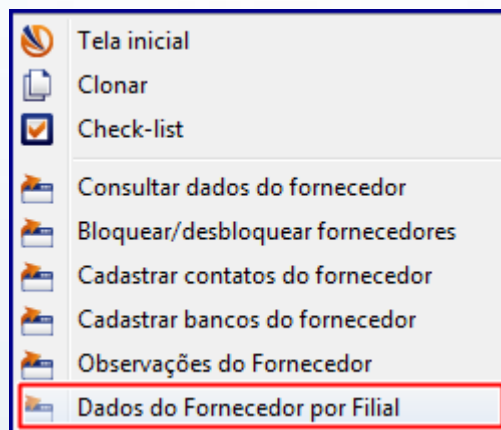 Tela inicial
Clonar
Check-list
Consultar dados do fornecedor
Bloquear/desbloquear fornecedores
Cadastrar contatos do fornecedor
Cadastrar bancos do fornecedor
Observações do Fornecedor
Dados do Fornecedor por Filial